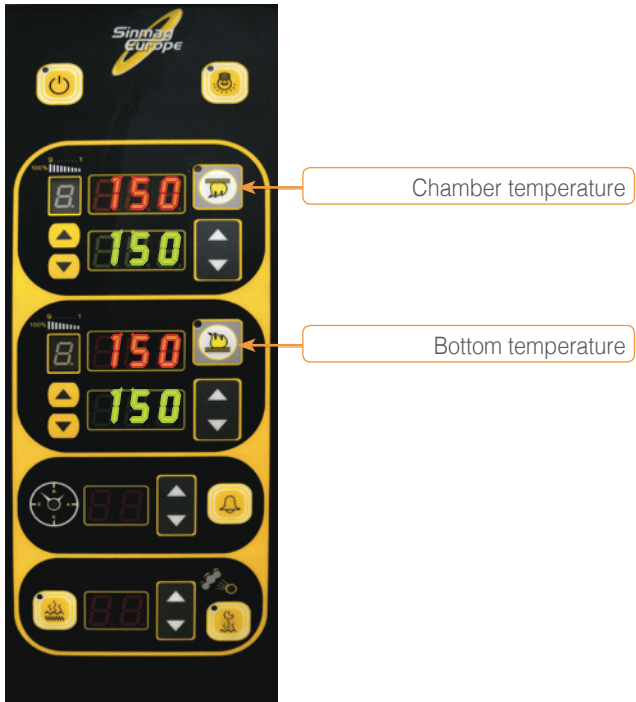 Sinmag
Europe
9.......1
100%
8.
150
Chamber temperature
150
9.......1
100%
8.
150
Bottom temperature
150